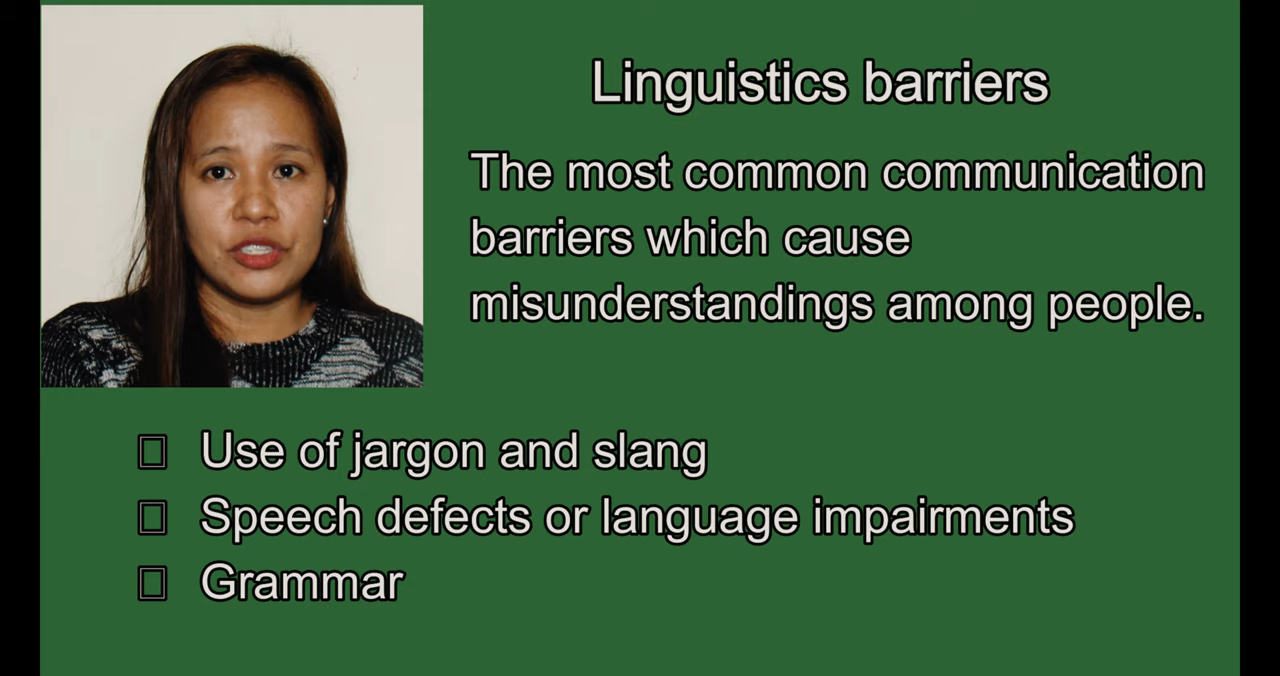 Linguistics barriers
The most common communication
barriers which cause
misunderstandings among people.
Use of jargon and slang
Speech defects or language impairments
Grammar